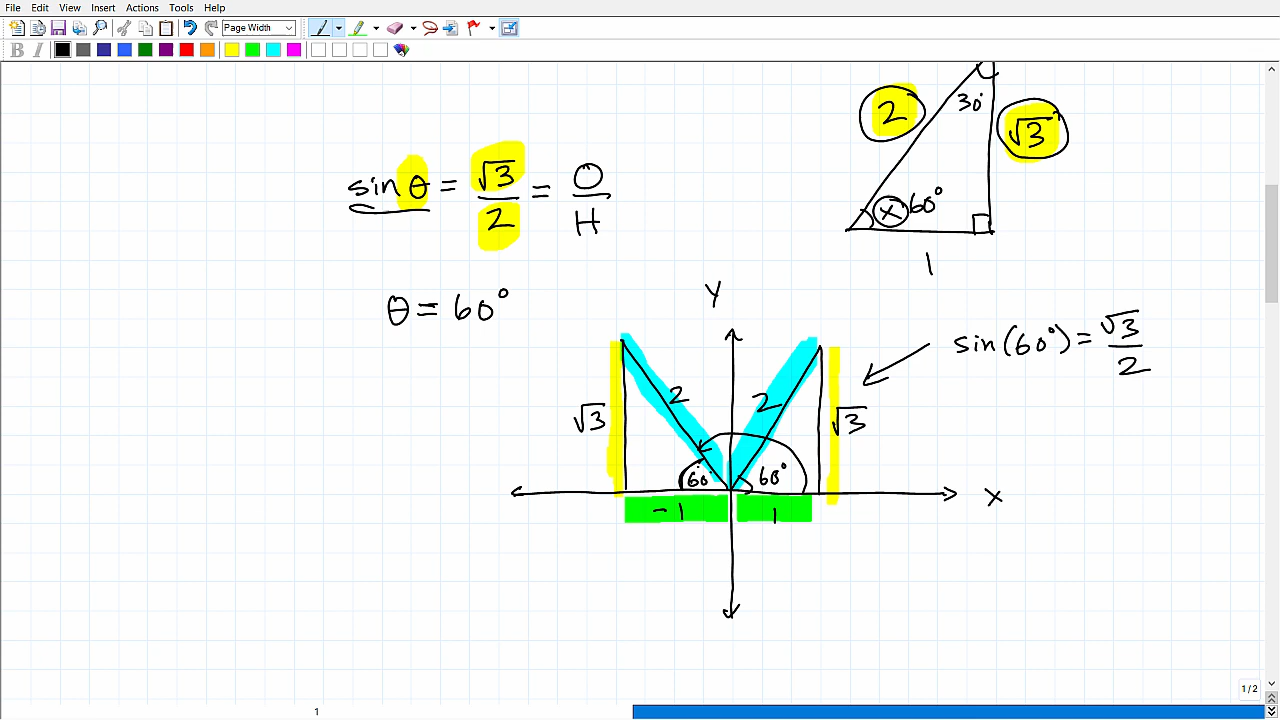 File Edit View Insert Actions Tools Help
Page Width
B I
2
30°
√3
sin θ = √3/2 = O/H
x 60°
1
θ = 60°
y
sin(60°) = √3/2
√3
2
2
√3
60°
60°
-1
1
x
1/2
1